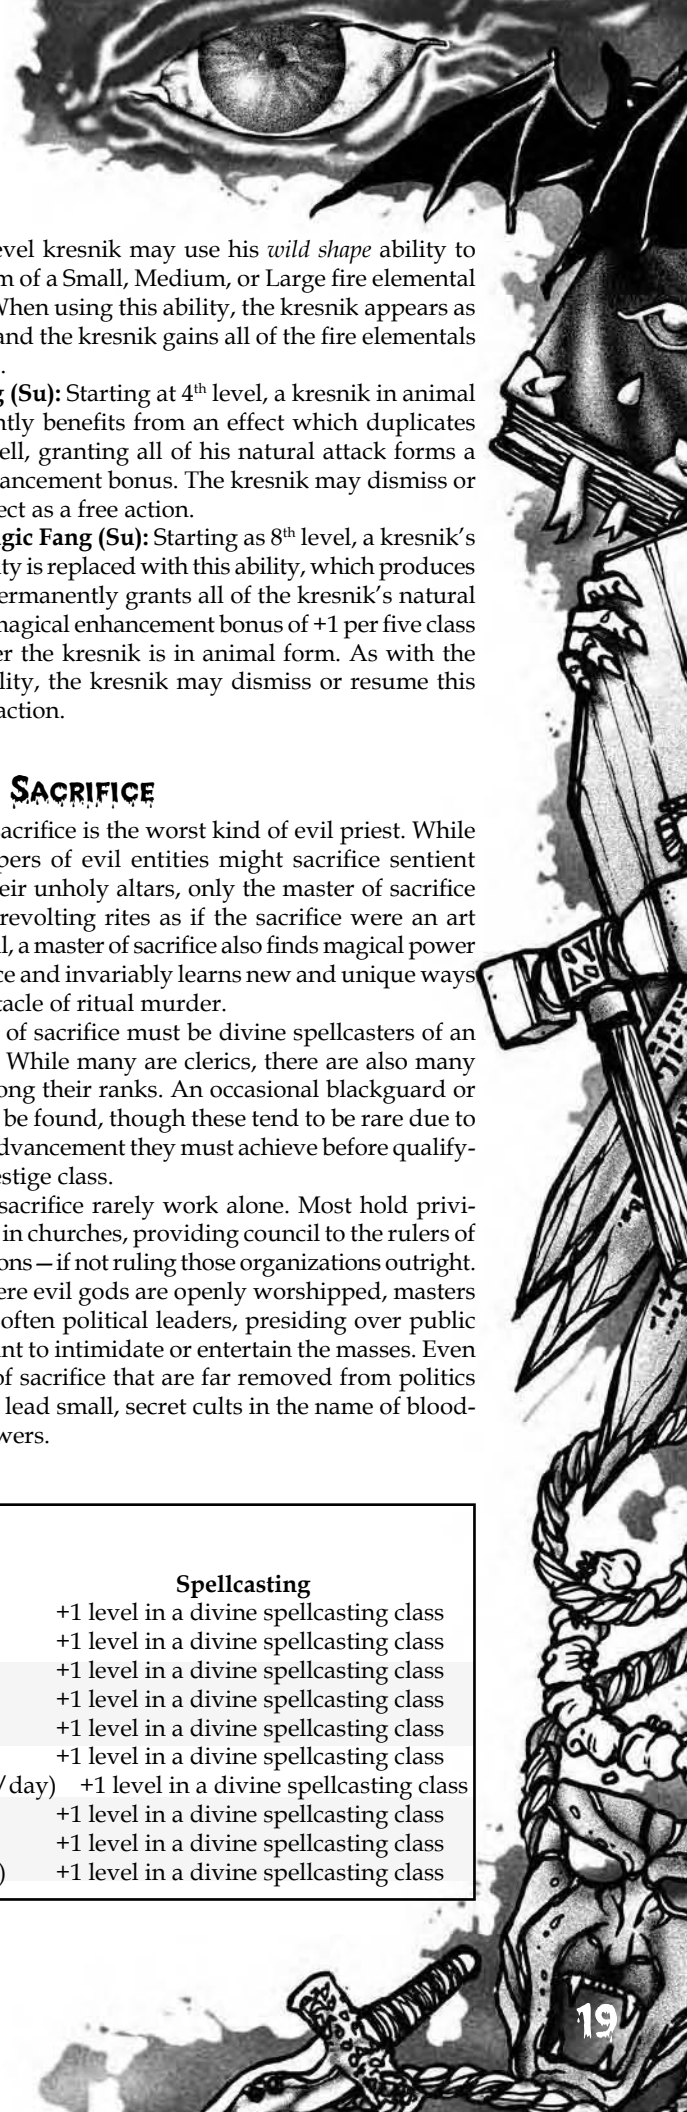 evel kresnik may use his wild shape ability to
m of a Small, Medium, or Large fire elemental
When using this ability, the kresnik appears as
and the kresnik gains all of the fire elementals
.
g (Su): Starting at 4th level, a kresnik in animal
ntly benefits from an effect which duplicates
ell, granting all of his natural attack forms a
ancement bonus. The kresnik may dismiss or
ect as a free action.
gic Fang (Su): Starting as 8th level, a kresnik's
ity is replaced with this ability, which produces
ermanently grants all of the kresnik's natural
magical enhancement bonus of +1 per five class
er the kresnik is in animal form. As with the
lity, the kresnik may dismiss or resume this
action.
Sacrifice
sacrifice is the worst kind of evil priest. While
pers of evil entities might sacrifice sentient
eir unholy altars, only the master of sacrifice
revolting rites as if the sacrifice were an art
l, a master of sacrifice also finds magical power
ce and invariably learns new and unique ways
tacle of ritual murder.
of sacrifice must be divine spellcasters of an
While many are clerics, there are also many
ong their ranks. An occasional blackguard or
be found, though these tend to be rare due to
dvancement they must achieve before qualify-
estige class.
sacrifice rarely work alone. Most hold privi-
in churches, providing council to the rulers of
ons—if not ruling those organizations outright.
ere evil gods are openly worshipped, masters
often political leaders, presiding over public
nt to intimidate or entertain the masses. Even
of sacrifice that are far removed from politics
lead small, secret cults in the name of blood-
wers.
Spellcasting
+1 level in a divine spellcasting class
+1 level in a divine spellcasting class
+1 level in a divine spellcasting class
+1 level in a divine spellcasting class
+1 level in a divine spellcasting class
+1 level in a divine spellcasting class
/day) +1 level in a divine spellcasting class
+1 level in a divine spellcasting class
+1 level in a divine spellcasting class
) +1 level in a divine spellcasting class
19